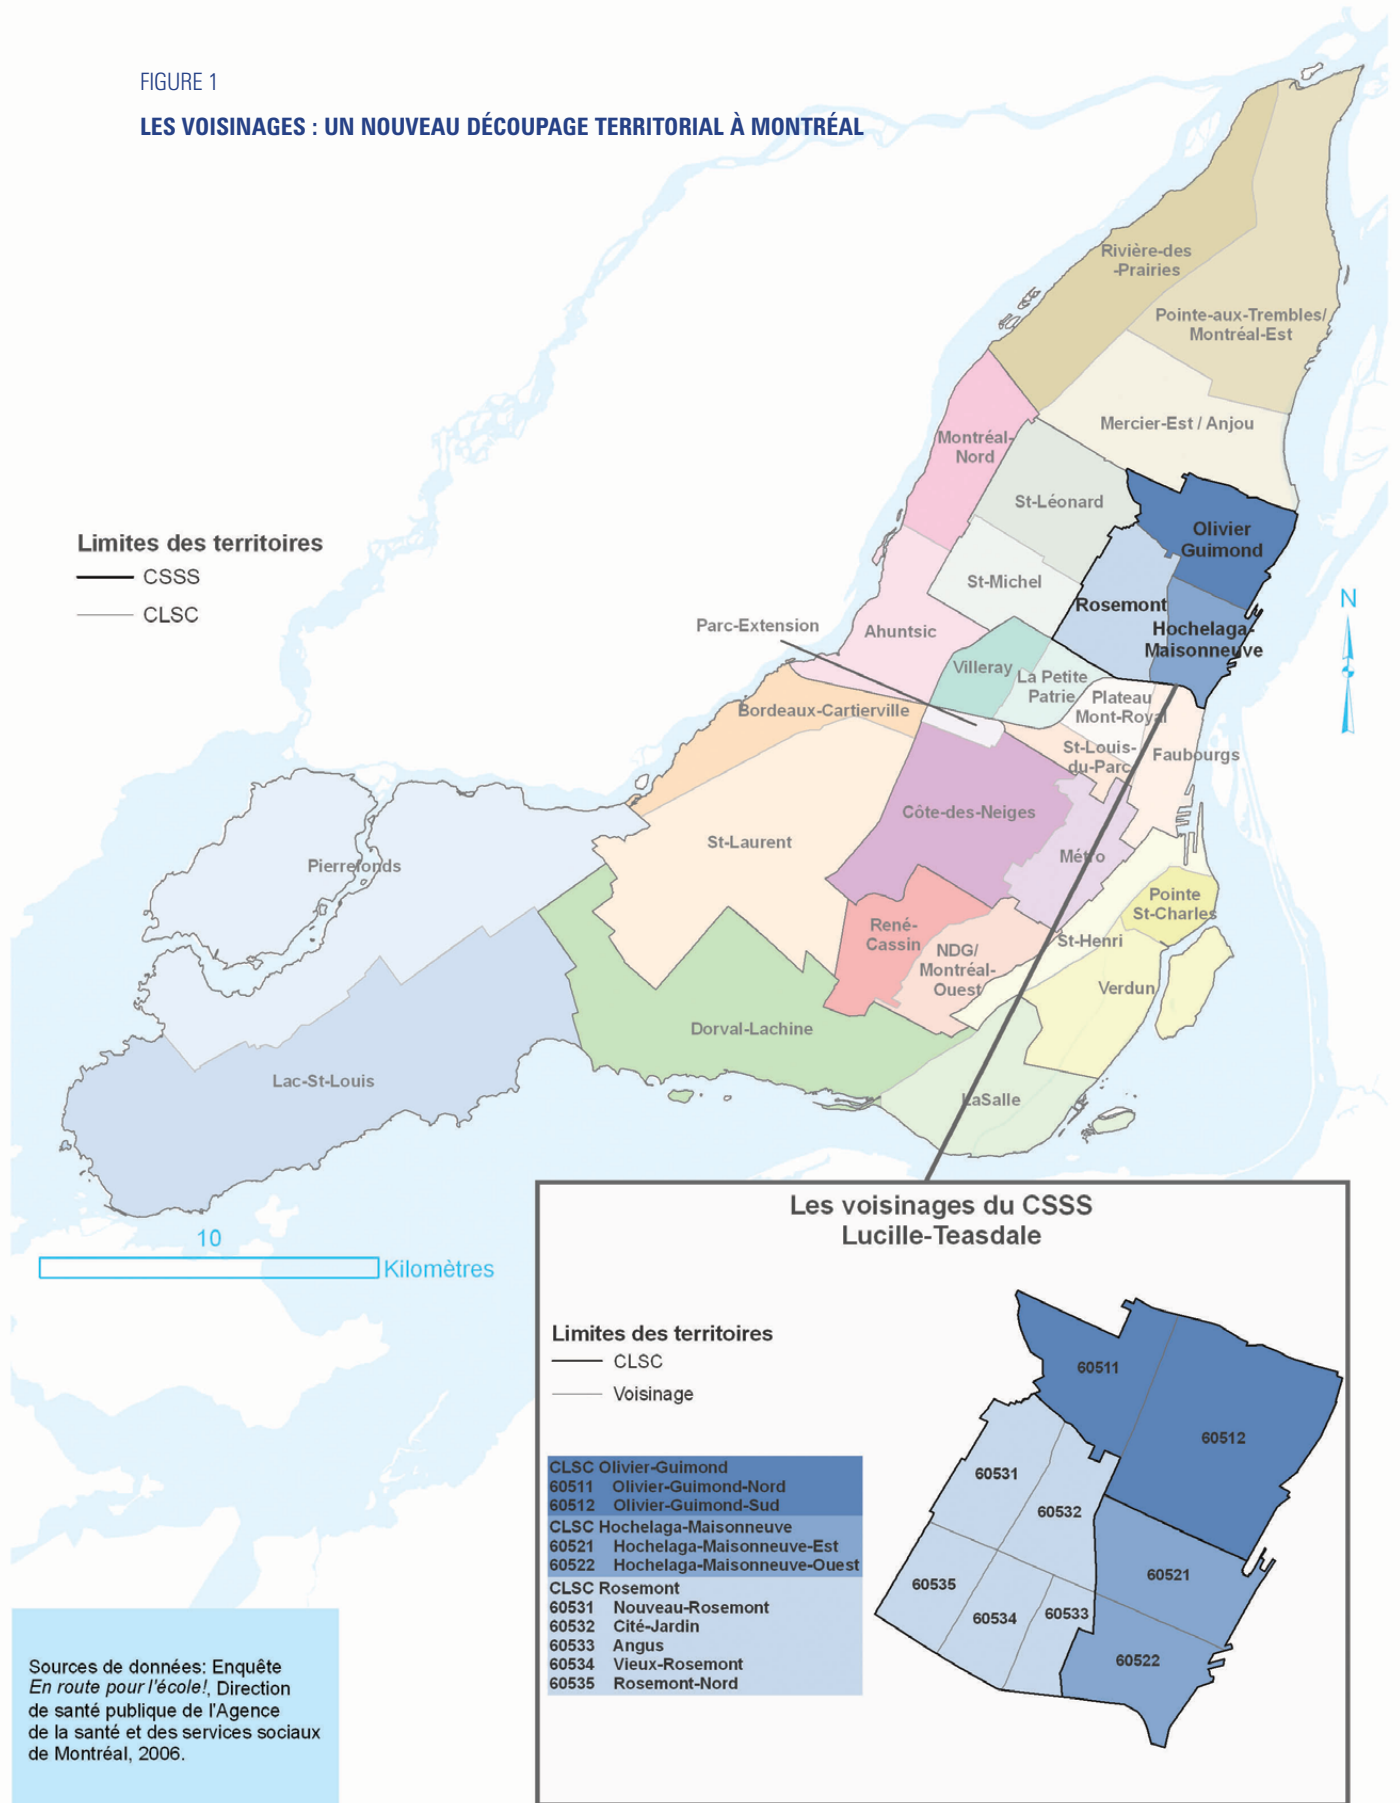 FIGURE 1
LES VOISINAGES : UN NOUVEAU DÉCOUPAGE TERRITORIAL À MONTRÉAL
Rivière-des
-Prairies
Pointe-aux-Trembles/
Montréal-Est
Mercier-Est / Anjou
Montréal-
Nord
St-Léonard
Olivier
Guimond
Limites des territoires
CSSS
CLSC
St-Michel
N
Rosemont
Parc-Extension
Ahuntsic
Hochelaga-
Maisonneuve
Villeray
La Petite
Patrie
Plateau
Mont-Royal
Bordeaux-Cartierville
St-Louis-
du-Parc
Faubourgs
Côte-des-Neiges
St-Laurent
Métro
Pierrefonds
Pointe
St-Charles
René-
Cassin
St-Henri
NDG/
Montréal-
Ouest
Verdun
Dorval-Lachine
Lac-St-Louis
LaSalle
10
Kilomètres
Les voisinages du CSSS
Lucille-Teasdale
Limites des territoires
CLSC
Voisinage
60511
60512
60531
60532
60521
60535
60534
60533
60522
CLSC Olivier-Guimond
60511 Olivier-Guimond-Nord
60512 Olivier-Guimond-Sud
CLSC Hochelaga-Maisonneuve
60521 Hochelaga-Maisonneuve-Est
60522 Hochelaga-Maisonneuve-Ouest
CLSC Rosemont
60531 Nouveau-Rosemont
60532 Cité-Jardin
60533 Angus
60534 Vieux-Rosemont
60535 Rosemont-Nord
Sources de données: Enquête
En route pour l'école!, Direction
de santé publique de l'Agence
de la santé et des services sociaux
de Montréal, 2006.